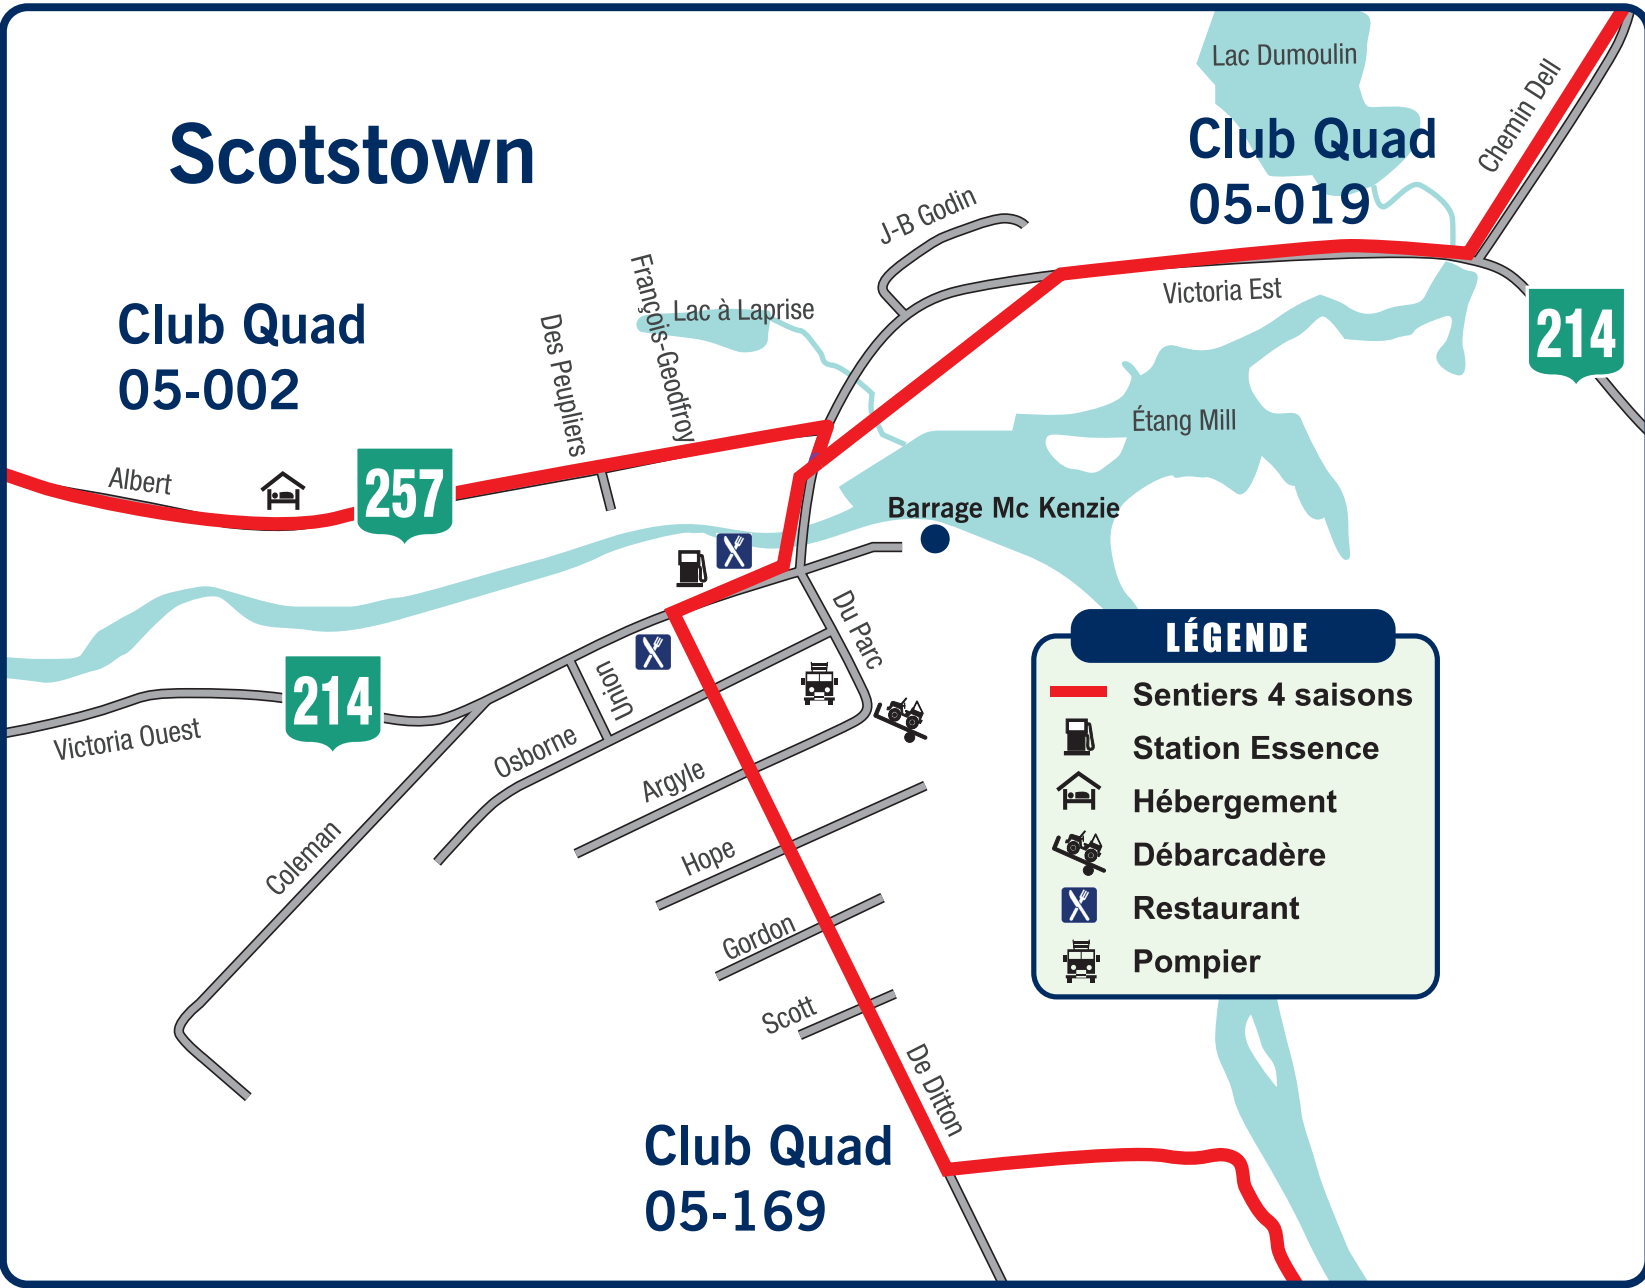 Scotstown
Lac Dumoulin
Club Quad
05-019
Chemin Dell
J-B Godin
François-Geodfroy
Lac à Laprise
Victoria Est
214
Club Quad
05-002
Des Peupliers
Étang Mill
Albert
257
Barrage Mc Kenzie
Du Parc
Union
214
Victoria Ouest
Osborne
Argyle
Hope
Coleman
Gordon
Scott
De Ditton
Club Quad
05-169
LÉGENDE
Sentiers 4 saisons
Station Essence
Hébergement
Débarcadère
Restaurant
Pompier